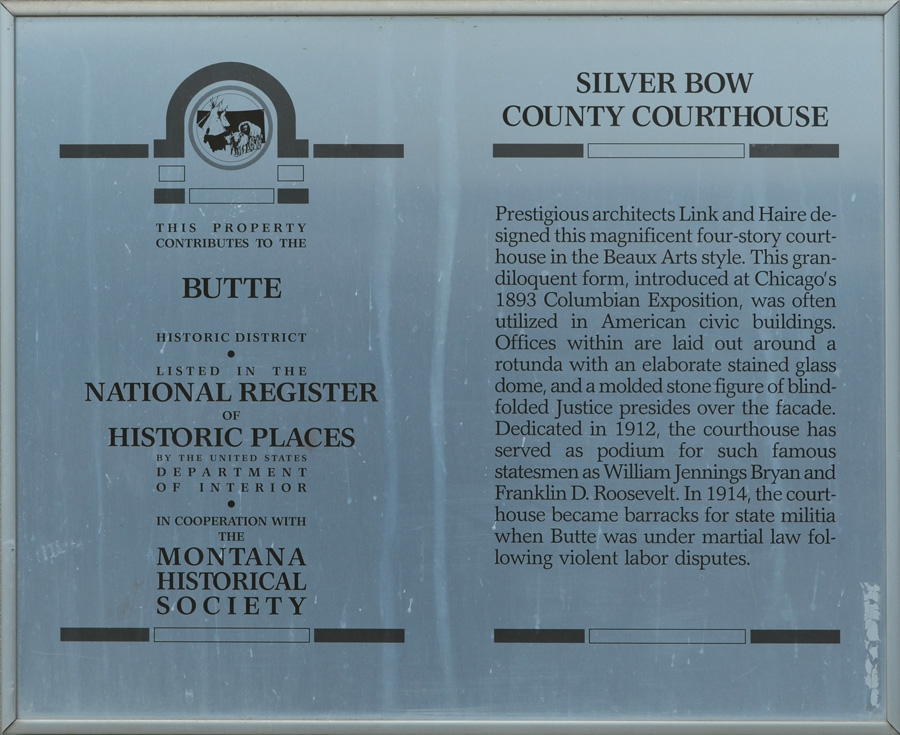 THIS PROPERTY
CONTRIBUTES TO THE
BUTTE
HISTORIC DISTRICT
•
LISTED IN THE
NATIONAL REGISTER
OF
HISTORIC PLACES
BY THE UNITED STATES
DEPARTMENT
OF INTERIOR
•
IN COOPERATION WITH
THE
MONTANA
HISTORICAL
SOCIETY
SILVER BOW
COUNTY COURTHOUSE
Prestigious architects Link and Haire de-
signed this magnificent four-story court-
house in the Beaux Arts style. This gran-
diloquent form, introduced at Chicago's
1893 Columbian Exposition, was often
utilized in American civic buildings.
Offices within are laid out around a
rotunda with an elaborate stained glass
dome, and a molded stone figure of blind-
folded Justice presides over the facade.
Dedicated in 1912, the courthouse has
served as podium for such famous
statesmen as William Jennings Bryan and
Franklin D. Roosevelt. In 1914, the court-
house became barracks for state militia
when Butte was under martial law fol-
lowing violent labor disputes.